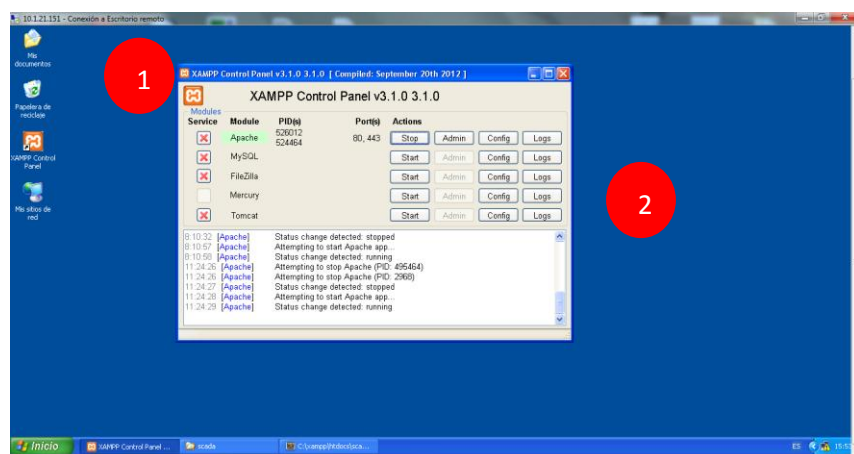 10.1.21.151 - Conexión a Escritorio remoto
Mis documentos
Papelera de reciclaje
XAMPP Control Panel
Mis sitios de red
1
2
XAMPP Control Panel v3.1.0 3.1.0 [ Compiled: September 20th 2012 ]
XAMPP Control Panel v3.1.0 3.1.0
Modules
Service Module PID(s) Port(s) Actions
Apache 526012 524464 80, 443 Stop Admin Config Logs
MySQL Start Admin Config Logs
FileZilla Start Admin Config Logs
Mercury Start Admin Config Logs
Tomcat Start Admin Config Logs
8:10:32 [Apache] Status change detected: stopped
8:10:57 [Apache] Attempting to start Apache app...
8:10:58 [Apache] Status change detected: running
11:24:26 [Apache] Attempting to stop Apache (PID: 495464)
11:24:26 [Apache] Attempting to stop Apache (PID: 2968)
11:24:27 [Apache] Status change detected: stopped
11:24:28 [Apache] Attempting to start Apache app...
11:24:29 [Apache] Status change detected: running
Inicio XAMPP Control Panel ... scada C:\xampp\htdocs\sca... ES 15:53